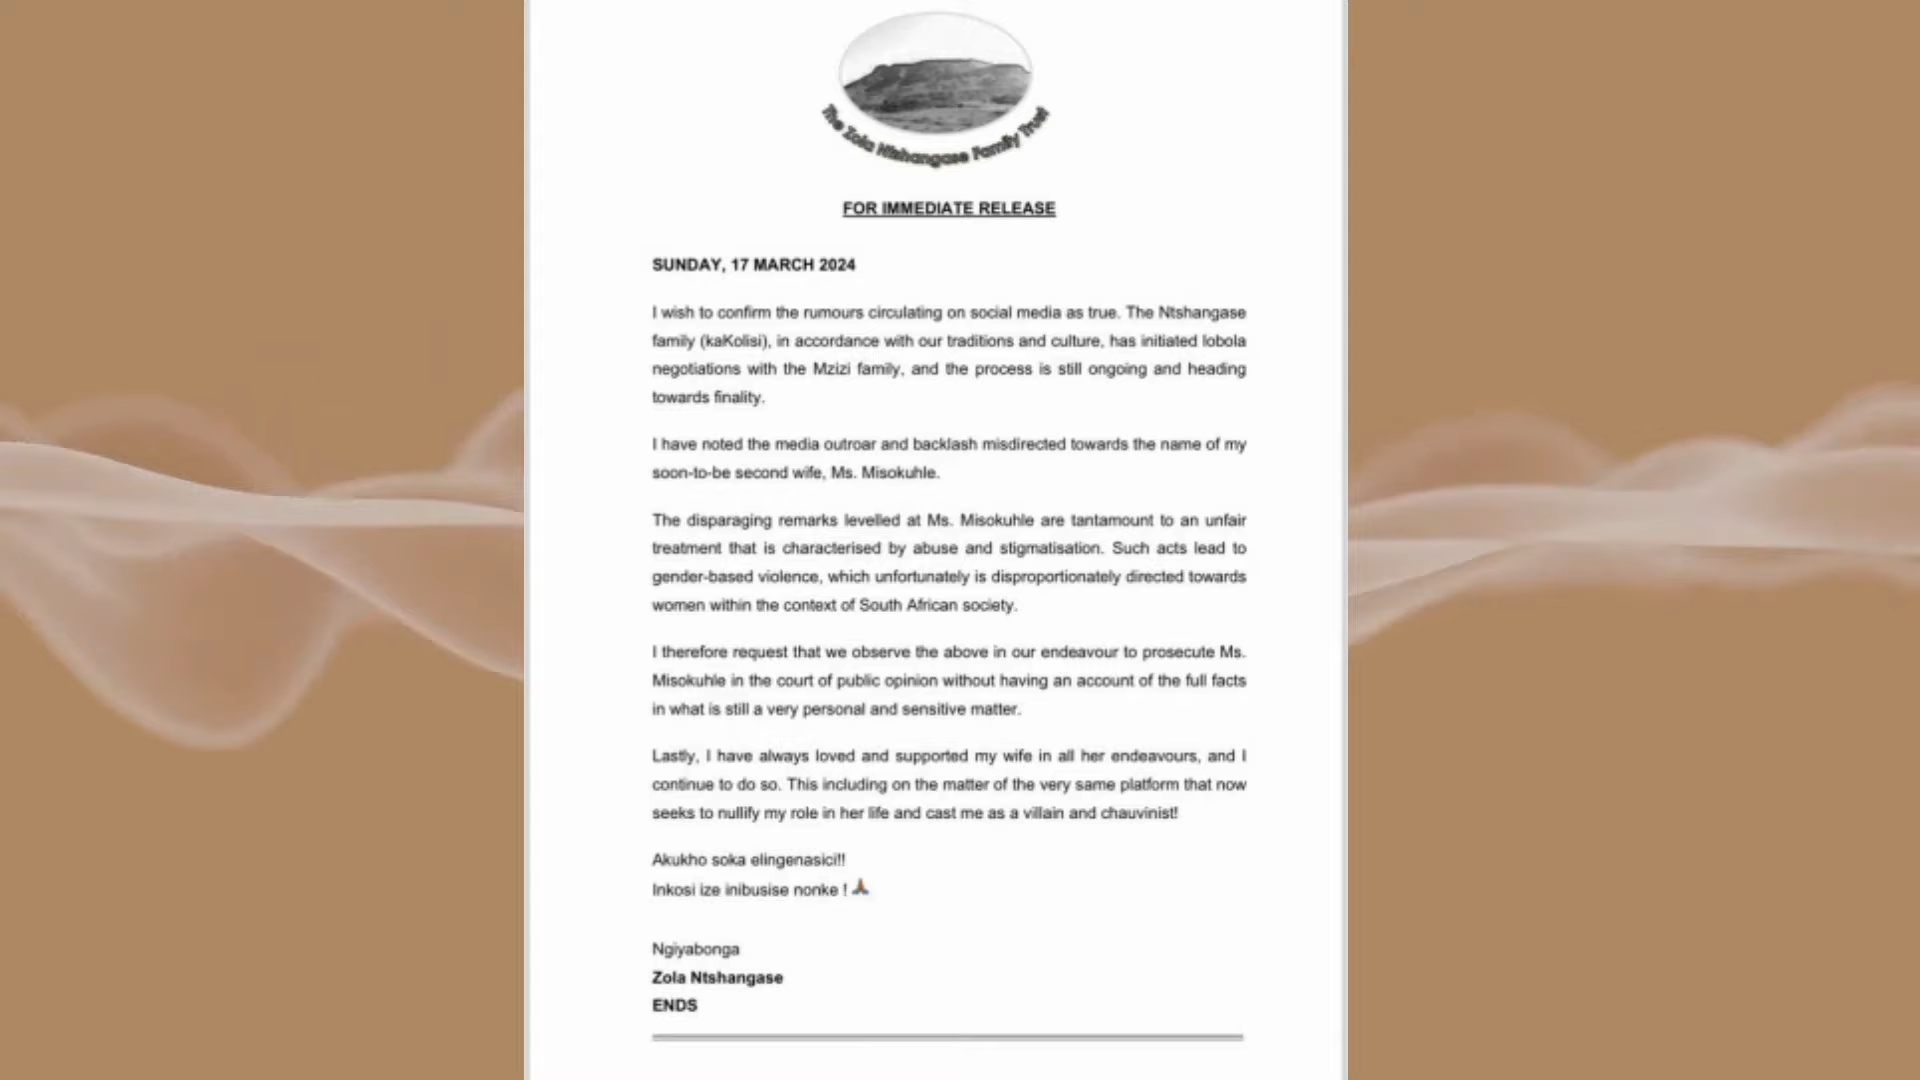 The Zola Ntshangase Family Trust
FOR IMMEDIATE RELEASE
SUNDAY, 17 MARCH 2024
I wish to confirm the rumours circulating on social media as true. The Ntshangase
family (kaKolisi), in accordance with our traditions and culture, has initiated lobola
negotiations with the Mzizi family, and the process is still ongoing and heading
towards finality.
I have noted the media outroar and backlash misdirected towards the name of my
soon-to-be second wife, Ms. Misokuhle.
The disparaging remarks levelled at Ms. Misokuhle are tantamount to an unfair
treatment that is characterised by abuse and stigmatisation. Such acts lead to
gender-based violence, which unfortunately is disproportionately directed towards
women within the context of South African society.
I therefore request that we observe the above in our endeavour to prosecute Ms.
Misokuhle in the court of public opinion without having an account of the full facts
in what is still a very personal and sensitive matter.
Lastly, I have always loved and supported my wife in all her endeavours, and I
continue to do so. This including on the matter of the very same platform that now
seeks to nullify my role in her life and cast me as a villain and chauvinist!
Akukho soka elingenasici!!
Inkosi ize inibusise nonke ! 🙏🏾
Ngiyabonga
Zola Ntshangase
ENDS